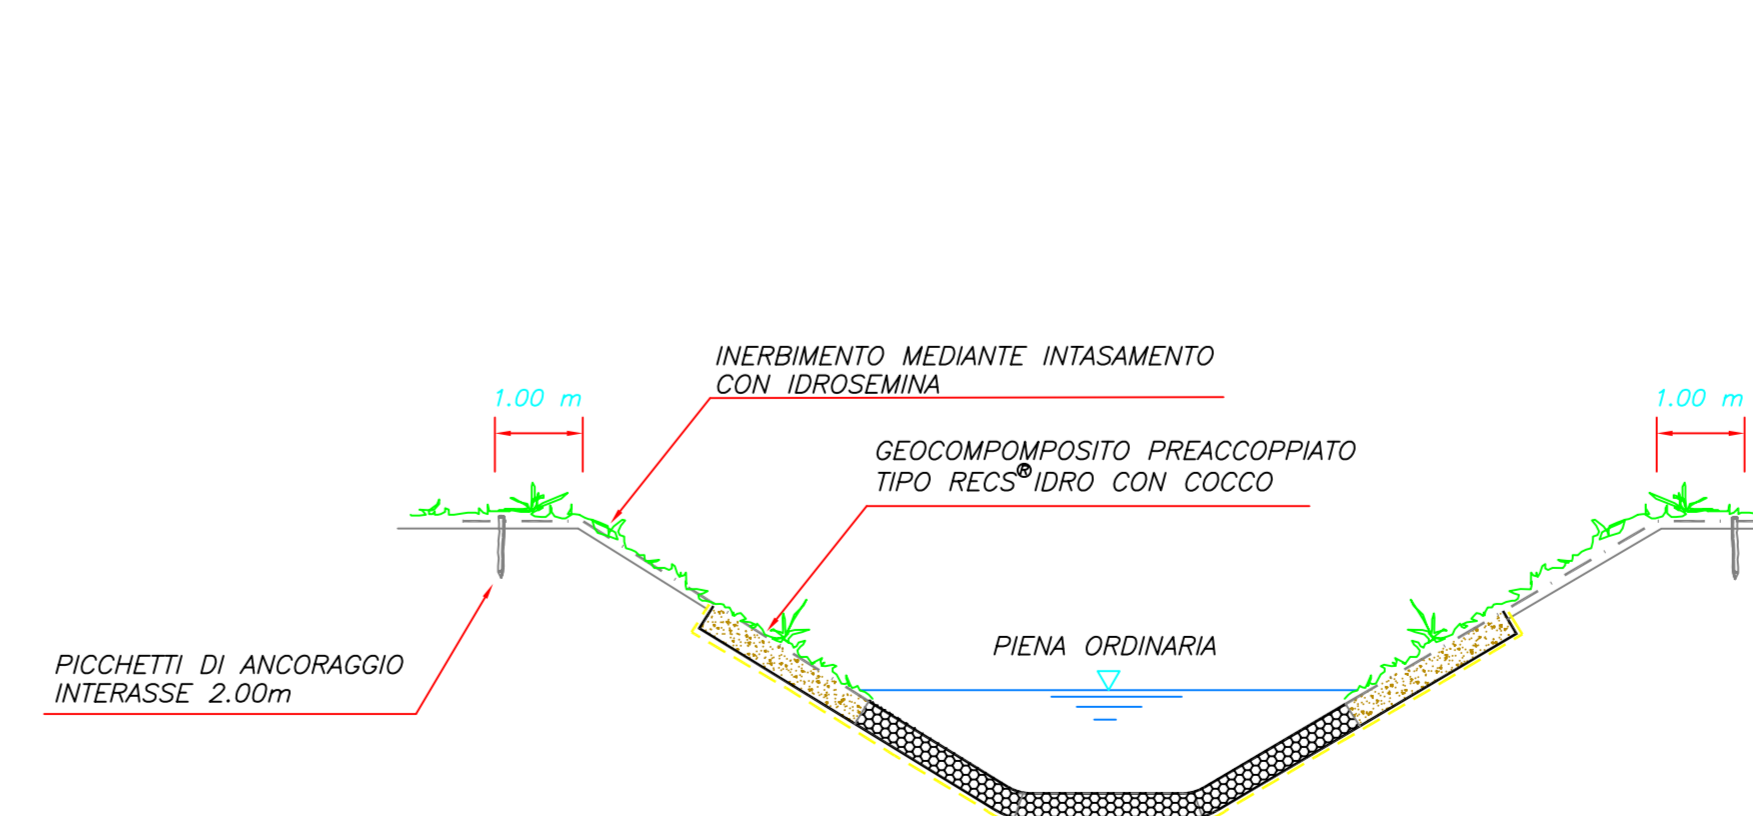 INERBIMENTO MEDIANTE INTASAMENTO
CON IDROSEMINA
1.00 m
1.00 m
GEOCOMPOMPOSITO PREACCOPPIATO
TIPO RECS® IDRO CON COCCO
PIENA ORDINARIA
PICCHETTI DI ANCORAGGIO
INTERASSE 2.00m